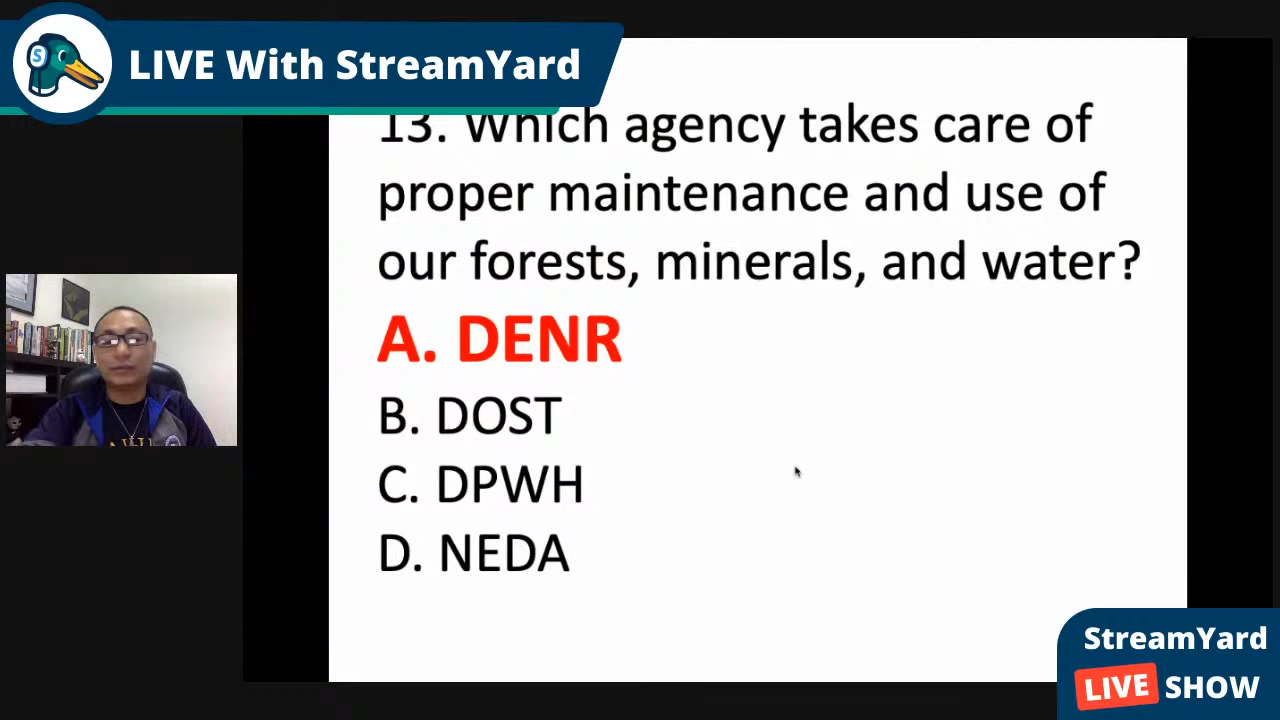 LIVE With StreamYard
13. Which agency takes care of
proper maintenance and use of
our forests, minerals, and water?
A. DENR
B. DOST
C. DPWH
D. NEDA
StreamYard
LIVE SHOW